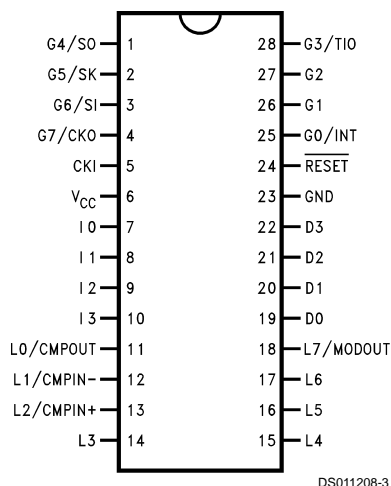 G4/SO 1 28 G3/TIO
G5/SK 2 27 G2
G6/SI 3 26 G1
G7/CKO 4 25 G0/INT
CKI 5 24 RESET
VCC 6 23 GND
I0 7 22 D3
I1 8 21 D2
I2 9 20 D1
I3 10 19 D0
L0/CMPOUT 11 18 L7/MODOUT
L1/CMPIN- 12 17 L6
L2/CMPIN+ 13 16 L5
L3 14 15 L4
DS011208-3